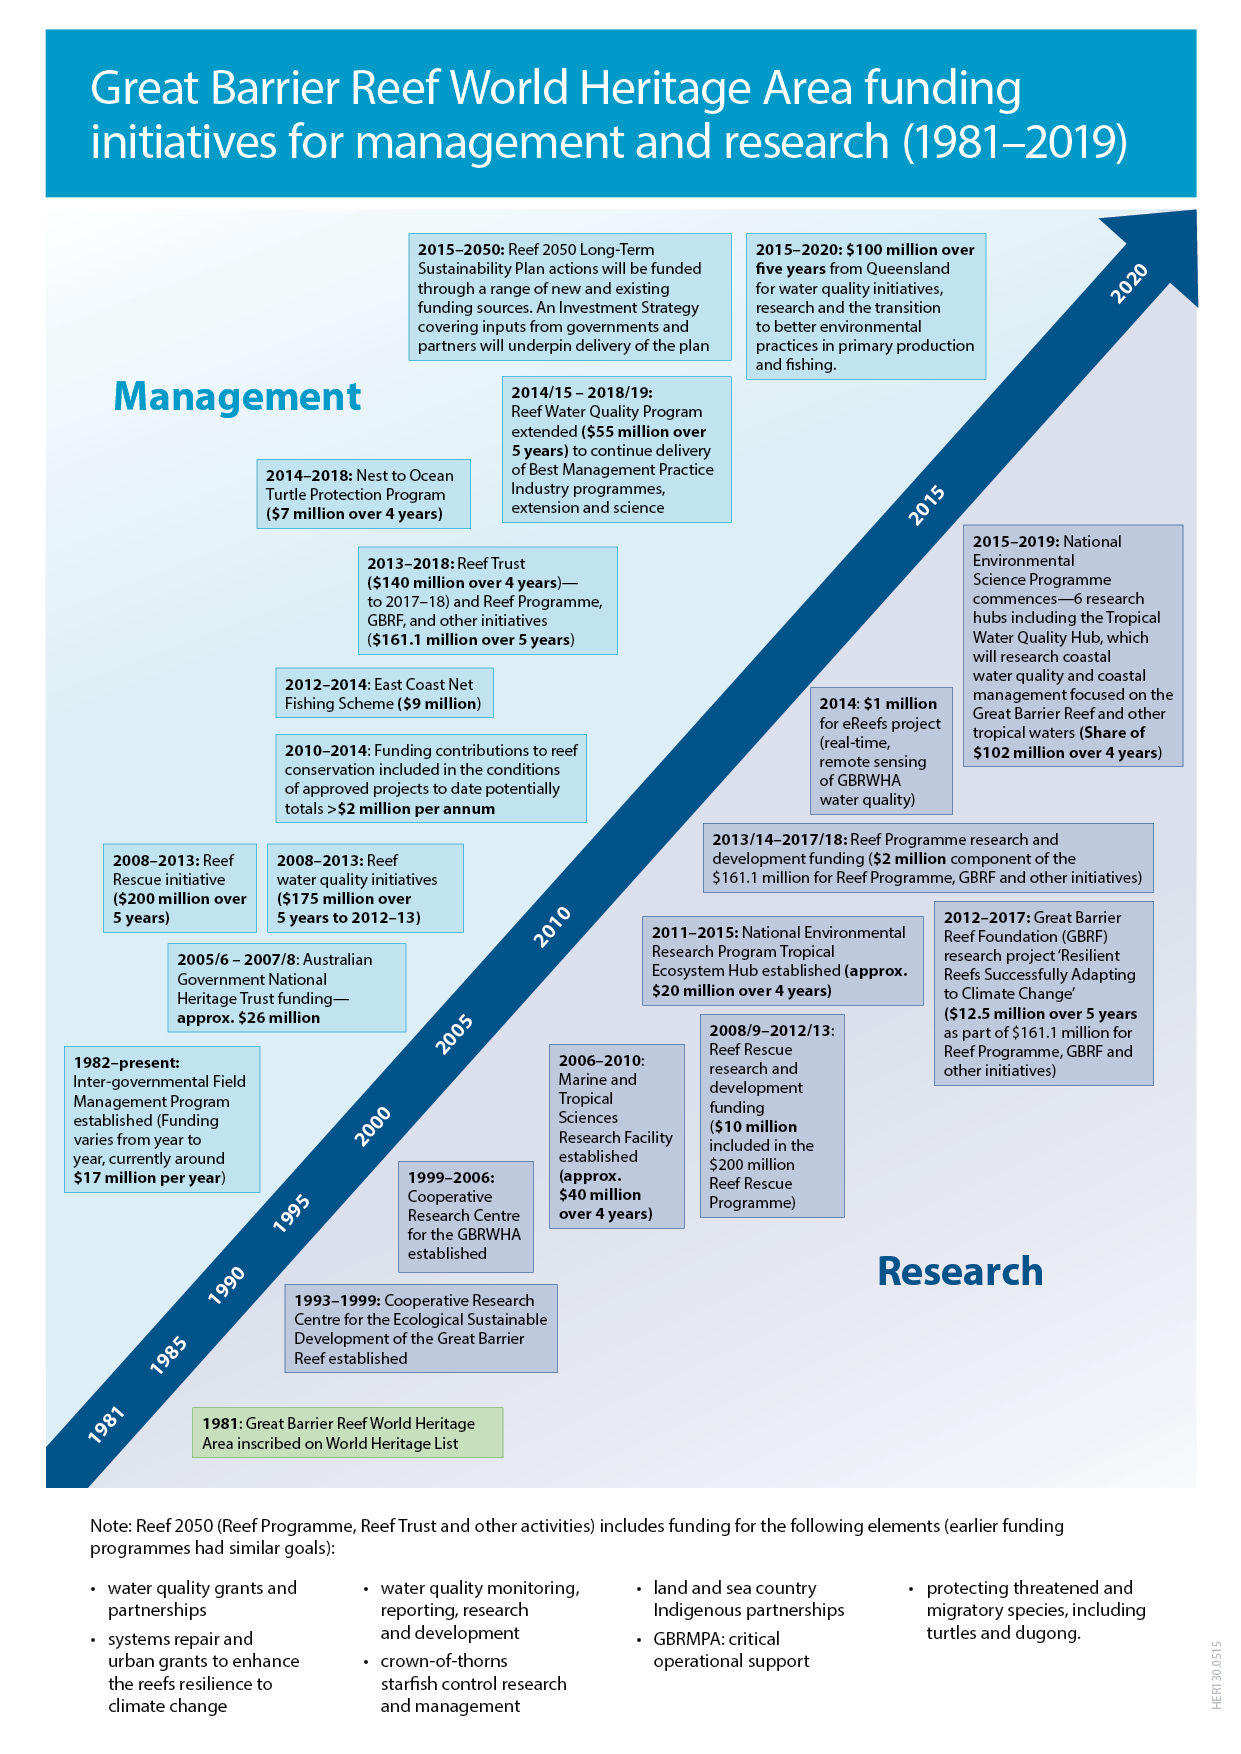 Great Barrier Reef World Heritage Area funding
initiatives for management and research (1981–2019)
2015–2050: Reef 2050 Long-Term
Sustainability Plan actions will be funded
through a range of new and existing
funding sources. An Investment Strategy
covering inputs from governments and
partners will underpin delivery of the plan
2015–2020: $100 million over
five years from Queensland
for water quality initiatives,
research and the transition
to better environmental
practices in primary production
and fishing.
2020
Management
2014/15 – 2018/19:
Reef Water Quality Program
extended ($55 million over
5 years) to continue delivery
of Best Management Practice
Industry programmes,
extension and science
2014–2018: Nest to Ocean
Turtle Protection Program
($7 million over 4 years)
2015
2013–2018: Reef Trust
($140 million over 4 years)—
to 2017–18) and Reef Programme,
GBRF, and other initiatives
($161.1 million over 5 years)
2015–2019: National
Environmental
Science Programme
commences—6 research
hubs including the Tropical
Water Quality Hub, which
will research coastal
water quality and coastal
management focused on the
Great Barrier Reef and other
tropical waters (Share of
$102 million over 4 years)
2012–2014: East Coast Net
Fishing Scheme ($9 million)
2014: $1 million
for eReefs project
(real-time,
remote sensing
of GBRWHA
water quality)
2010–2014: Funding contributions to reef
conservation included in the conditions
of approved projects to date potentially
totals >$2 million per annum
2013/14–2017/18: Reef Programme research and
development funding ($2 million component of the
$161.1 million for Reef Programme, GBRF and other initiatives)
2008–2013: Reef
Rescue initiative
($200 million over
5 years)
2008–2013: Reef
water quality initiatives
($175 million over
5 years to 2012–13)
2010
2011–2015: National Environmental
Research Program Tropical
Ecosystem Hub established (approx.
$20 million over 4 years)
2012–2017: Great Barrier
Reef Foundation (GBRF)
research project ‘Resilient
Reefs Successfully Adapting
to Climate Change’
($12.5 million over 5 years
as part of $161.1 million for
Reef Programme, GBRF and
other initiatives)
2005/6 – 2007/8: Australian
Government National
Heritage Trust funding—
approx. $26 million
2005
2008/9–2012/13:
Reef Rescue
research and
development
funding
($10 million
included in the
$200 million
Reef Rescue
Programme)
1982–present:
Inter-governmental Field
Management Program
established (Funding
varies from year to
year, currently around
$17 million per year)
2006–2010:
Marine and
Tropical
Sciences
Research Facility
established
(approx.
$40 million
over 4 years)
2000
1999–2006:
Cooperative
Research Centre
for the GBRWHA
established
1995
Research
1990
1993–1999: Cooperative Research
Centre for the Ecological Sustainable
Development of the Great Barrier
Reef established
1985
1981
1981: Great Barrier Reef World Heritage
Area inscribed on World Heritage List
Note: Reef 2050 (Reef Programme, Reef Trust and other activities) includes funding for the following elements (earlier funding
programmes had similar goals):
• water quality grants and
partnerships
• systems repair and
urban grants to enhance
the reefs resilience to
climate change
• water quality monitoring,
reporting, research
and development
• crown-of-thorns
starfish control research
and management
• land and sea country
Indigenous partnerships
• GBRMPA: critical
operational support
• protecting threatened and
migratory species, including
turtles and dugong.
HER130.0515